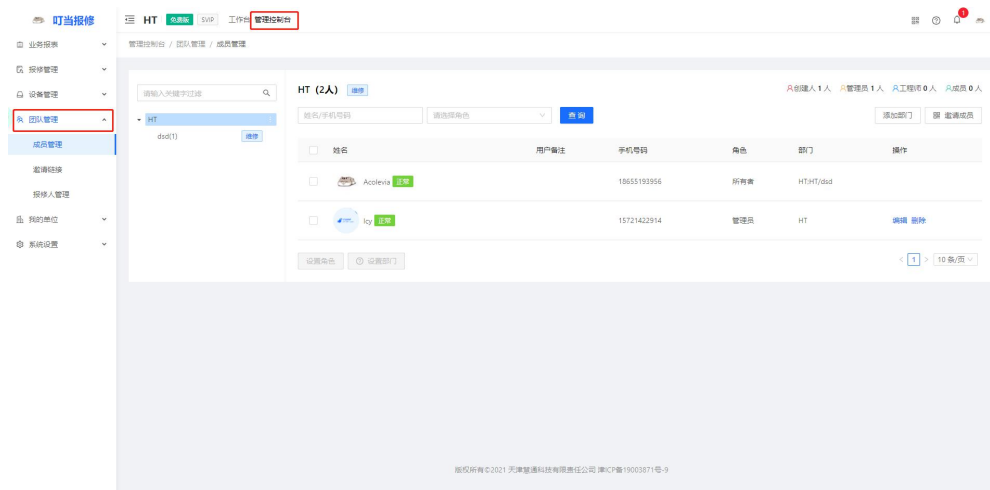 叮当报修
HT 免费版 SVIP 工作台 管理控制台
1
业务报表
管理控制台 / 团队管理 / 成员管理
报修管理
设备管理
请输入关键字过滤
HT (2人) 维修
创建人 1 人 管理员 1 人 工程师 0 人 成员 0 人
团队管理
HT
姓名/手机号码 请选择角色 查 询 添加部门 邀请成员
成员管理
dsd(1) 维修
姓名 用户备注 手机号码 角色 部门 操作
邀请链接
报修人管理
Acolevia 正常 18655193956 所有者 HT|HT/dsd
我的单位
Icy 正常 15721422914 管理员 HT 编辑 删除
系统设置
设置角色 设置部门 < 1 > 10 条/页
版权所有©2021 天津慧通科技有限责任公司 津ICP备19003871号-9